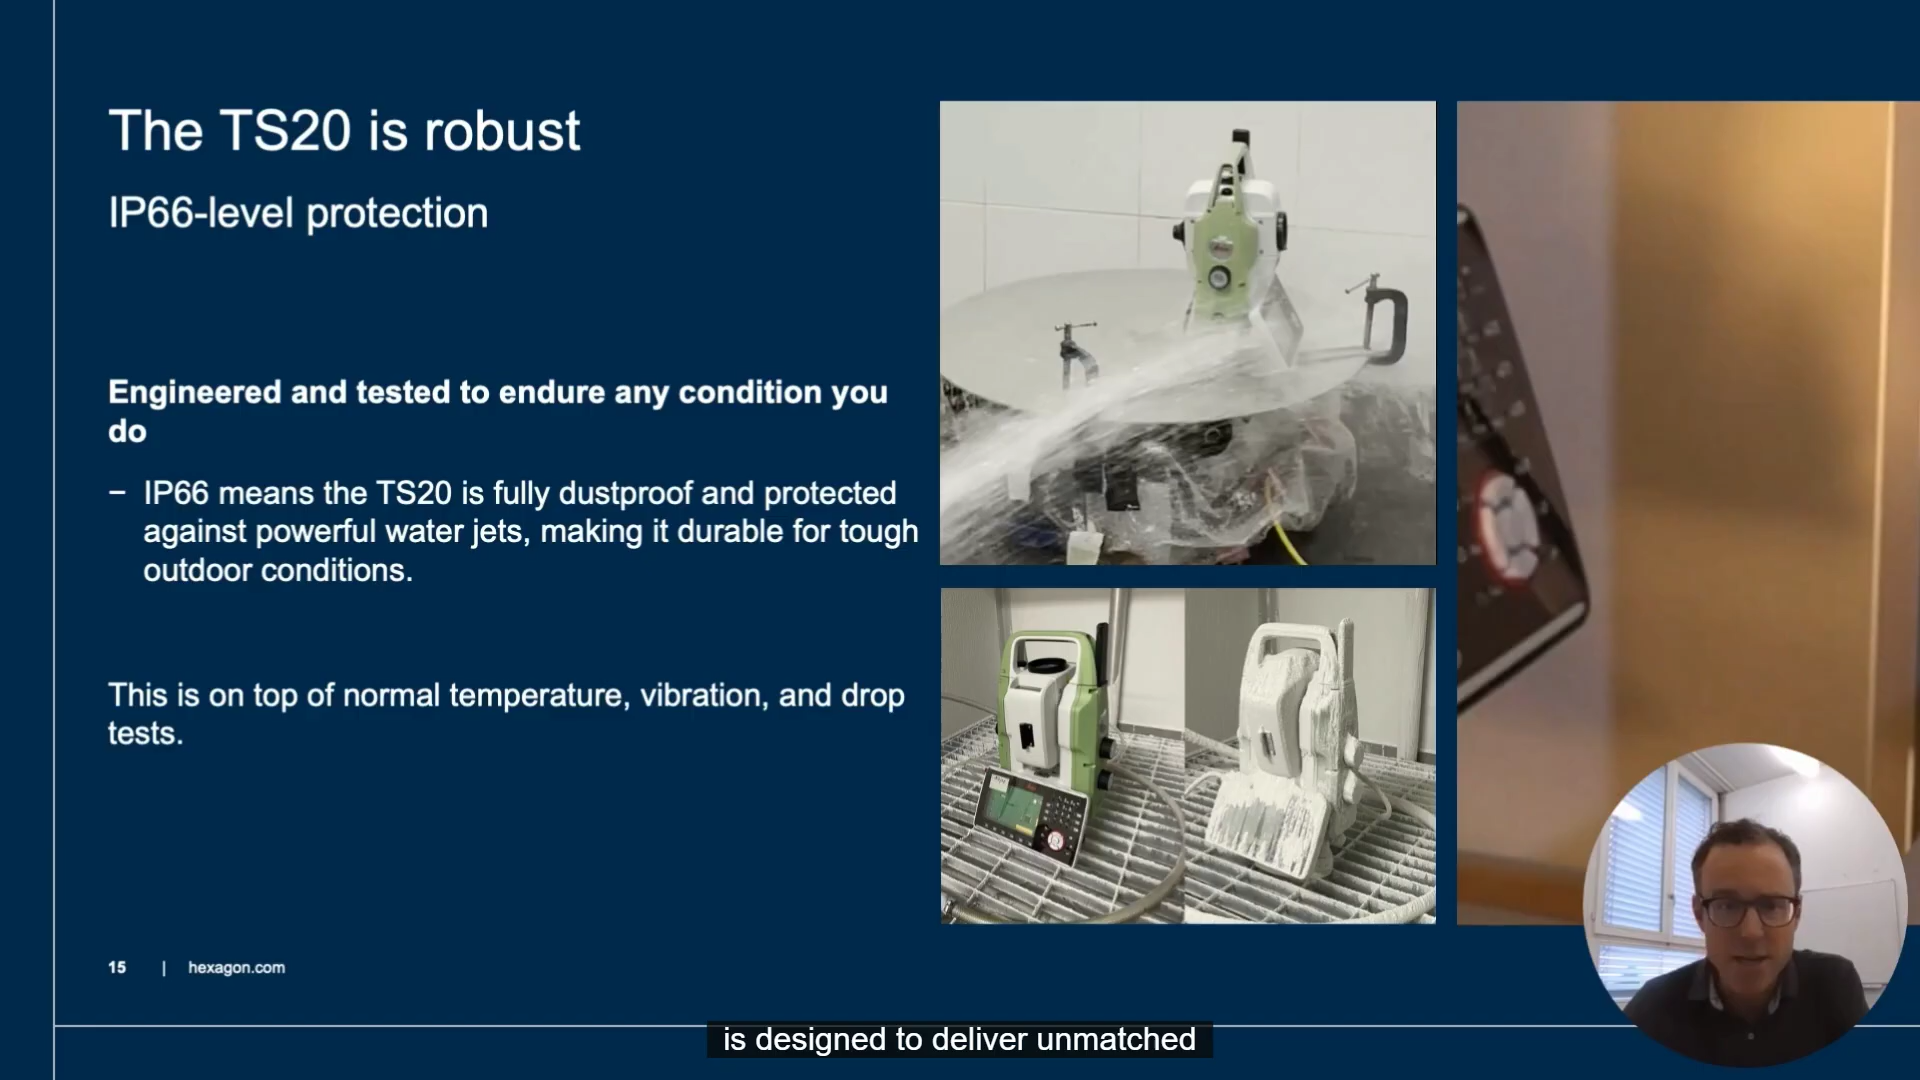 The TS20 is robust
IP66-level protection
Engineered and tested to endure any condition you
do
– IP66 means the TS20 is fully dustproof and protected
against powerful water jets, making it durable for tough
outdoor conditions.
This is on top of normal temperature, vibration, and drop
tests.
15 | hexagon.com
is designed to deliver unmatched